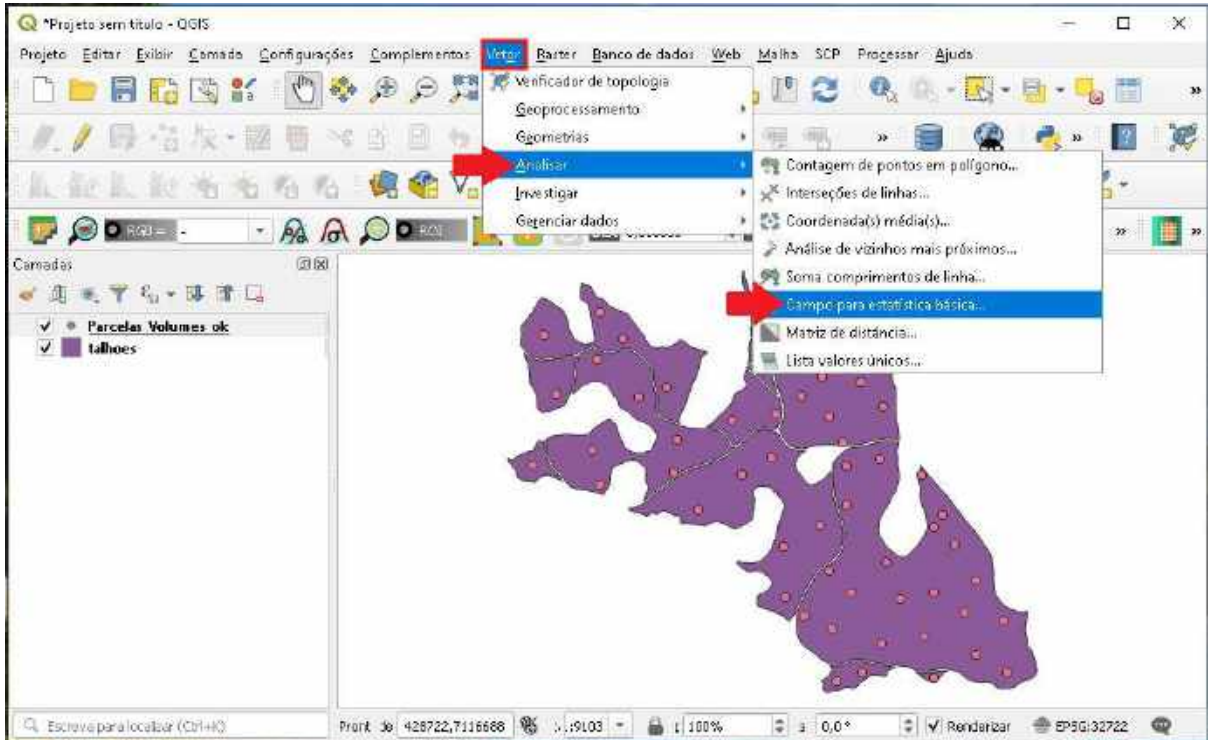 *Projeto sem título - QGIS
Projeto Editar Exibir Camada Configurações Complementos Vetor Raster Banco de dados Web Malha SCP Processar Ajuda
Verificador de topologia
Geoprocessamento
Geometrias
Analisar
Investigar
Gerenciar dados
Contagem de pontos em polígono...
Interseções de linhas...
Coordenada(s) média(s)...
Análise de vizinhos mais próximos...
Soma comprimentos de linha...
Campo para estatística básica...
Matriz de distância...
Lista valores únicos...
RGB = -
Camadas
Parcelas Volumes ok
talhoes
Escreva para localizar (Ctrl+K)
428722,7116688
100%
0,0 °
Renderizar
EPSG:32722